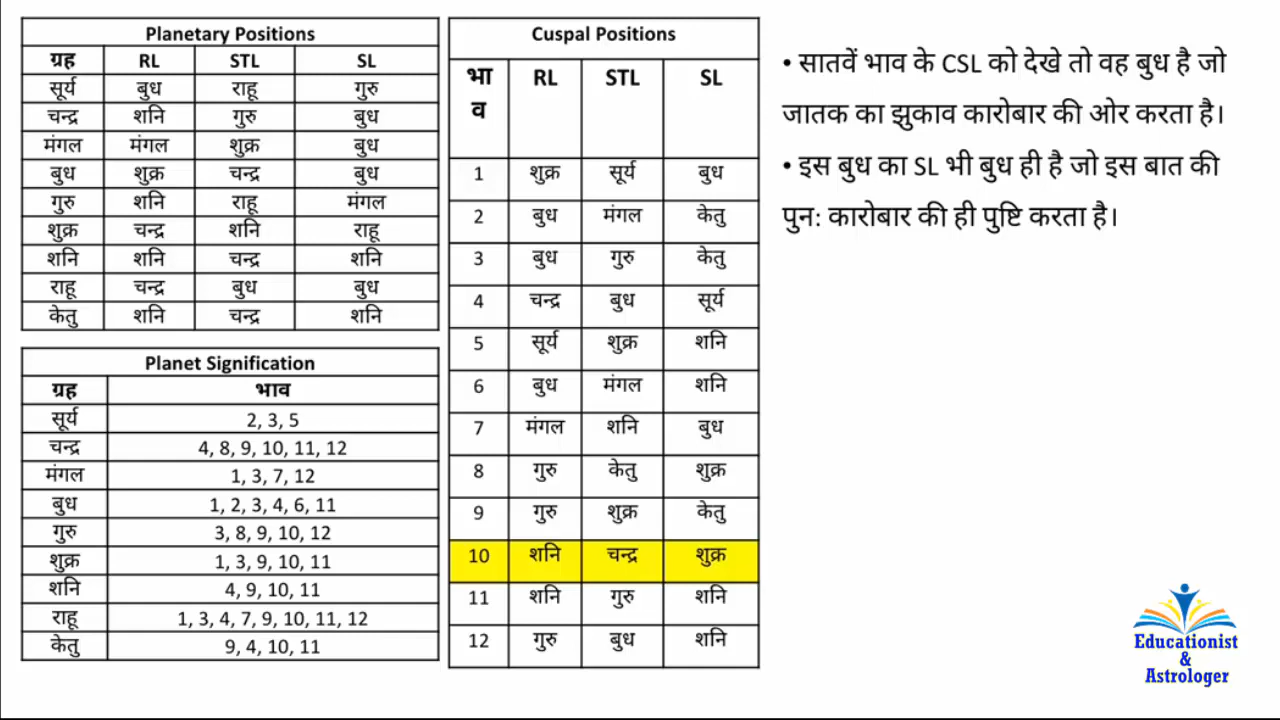 Planetary Positions
ग्रह RL STL SL
सूर्य बुध राहू गुरु
चन्द्र शनि गुरु बुध
मंगल मंगल शुक्र बुध
बुध शुक्र चन्द्र बुध
गुरु शनि राहू मंगल
शुक्र चन्द्र शनि राहू
शनि शनि चन्द्र शनि
राहू चन्द्र बुध बुध
केतु शनि चन्द्र शनि
Planet Signification
ग्रह भाव
सूर्य 2, 3, 5
चन्द्र 4, 8, 9, 10, 11, 12
मंगल 1, 3, 7, 12
बुध 1, 2, 3, 4, 6, 11
गुरु 3, 8, 9, 10, 12
शुक्र 1, 3, 9, 10, 11
शनि 4, 9, 10, 11
राहू 1, 3, 4, 7, 9, 10, 11, 12
केतु 9, 4, 10, 11
Cuspal Positions
भा RL STL SL
व
1 शुक्र सूर्य बुध
2 बुध मंगल केतु
3 बुध गुरु केतु
4 चन्द्र बुध सूर्य
5 सूर्य शुक्र शनि
6 बुध मंगल शनि
7 मंगल शनि बुध
8 गुरु केतु शुक्र
9 गुरु शुक्र केतु
10 शनि चन्द्र शुक्र
11 शनि गुरु शनि
12 गुरु बुध शनि
• सातवें भाव के CSL को देखे तो वह बुध है जो
जातक का झुकाव कारोबार की ओर करता है।
• इस बुध का SL भी बुध ही है जो इस बात की
पुन: कारोबार की ही पुष्टि करता है।
Educationist
&
Astrologer